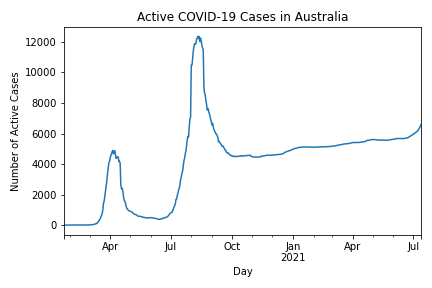 Active COVID-19 Cases in Australia
Number of Active Cases
12000
10000
8000
6000
4000
2000
0
Apr Jul Oct Jan Apr Jul
2021
Day